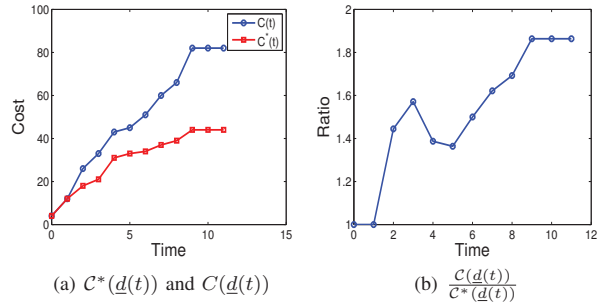 100
80
60
40
20
0
Cost
0 5 10 15
Time
C(t)
C*(t)
2
1.8
1.6
1.4
1.2
1
Ratio
0 2 4 6 8 10 12
Time
(a) C*(d(t)) and C(d(t))
(b) C(d(t)) / C*(d(t))